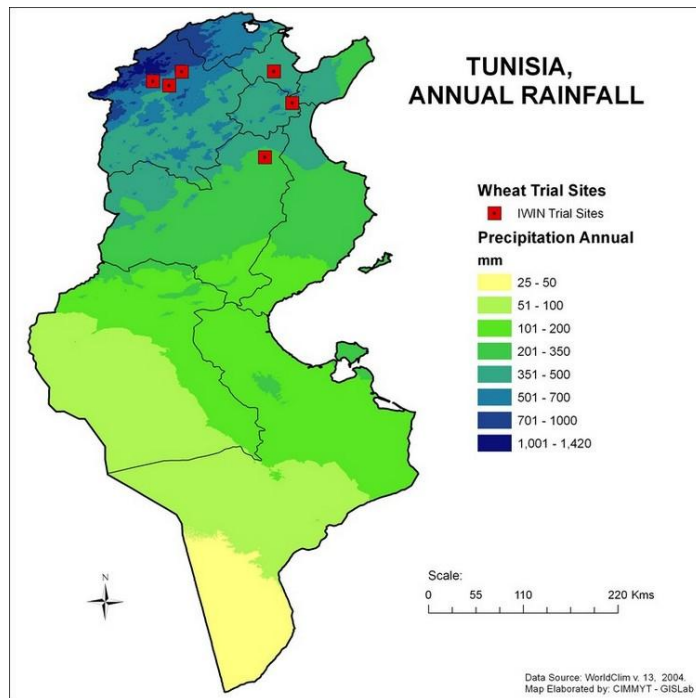 TUNISIA,
ANNUAL RAINFALL
Wheat Trial Sites
IWIN Trial Sites
Precipitation Annual
mm
25 - 50
51 - 100
101 - 200
201 - 350
351 - 500
501 - 700
701 - 1000
1,001 - 1,420
N
Scale:
0 55 110 220 Kms
Data Source: WorldClim v. 13, 2004.
Map Elaborated by: CIMMYT - GISLab